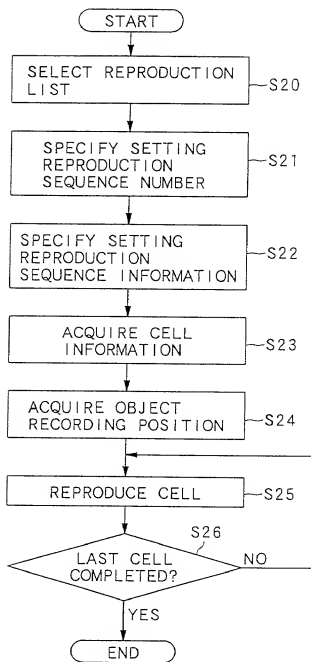 START
SELECT REPRODUCTION
LIST
S20
SPECIFY SETTING
REPRODUCTION
SEQUENCE NUMBER
S21
SPECIFY SETTING
REPRODUCTION
SEQUENCE INFORMATION
S22
ACQUIRE CELL
INFORMATION
S23
ACQUIRE OBJECT
RECORDING POSITION
S24
REPRODUCE CELL
S25
S26
LAST CELL
COMPLETED?
NO
YES
END